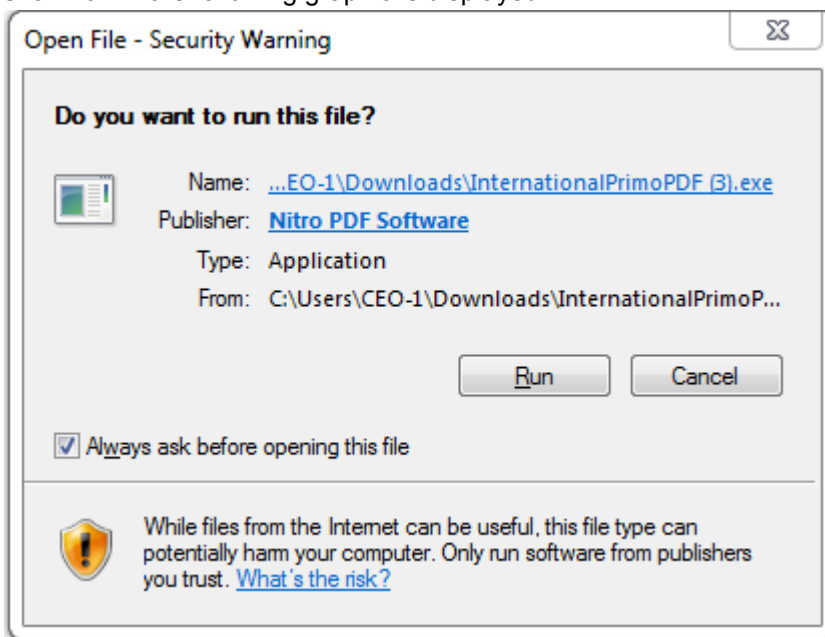 Open File - Security Warning
Do you want to run this file?
Name: ...EO-1\Downloads\InternationalPrimoPDF (3).exe
Publisher: Nitro PDF Software
Type: Application
From: C:\Users\CEO-1\Downloads\InternationalPrimoP...
Run Cancel
Always ask before opening this file
While files from the Internet can be useful, this file type can
potentially harm your computer. Only run software from publishers
you trust. What's the risk?